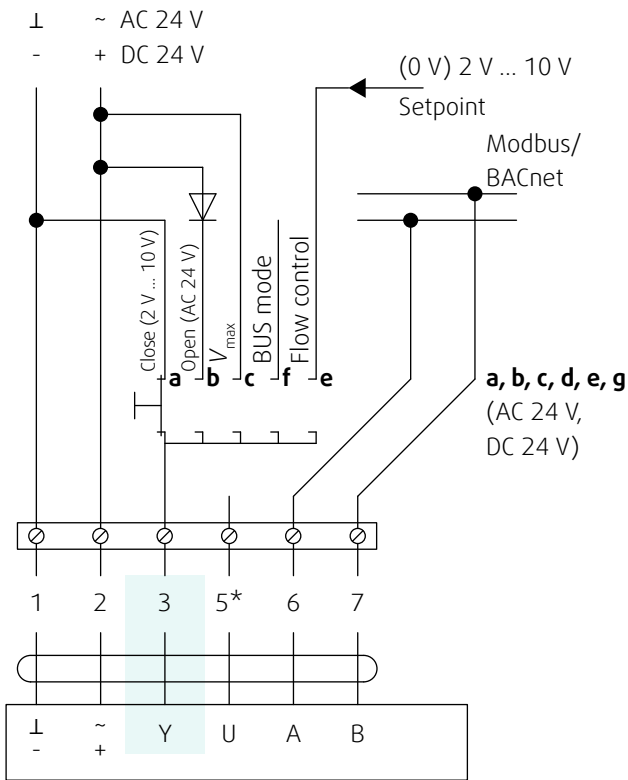 ⊥ ~ AC 24 V
- + DC 24 V
(0 V) 2 V ... 10 V
Setpoint
Modbus/
BACnet
Close (2 V ... 10 V)
Open (AC 24 V)
V̇max
BUS mode
Flow control
a b c f e
a, b, c, d, e, g
(AC 24 V,
DC 24 V)
1 2 3 5* 6 7
⊥ ~ Y U A B
- +